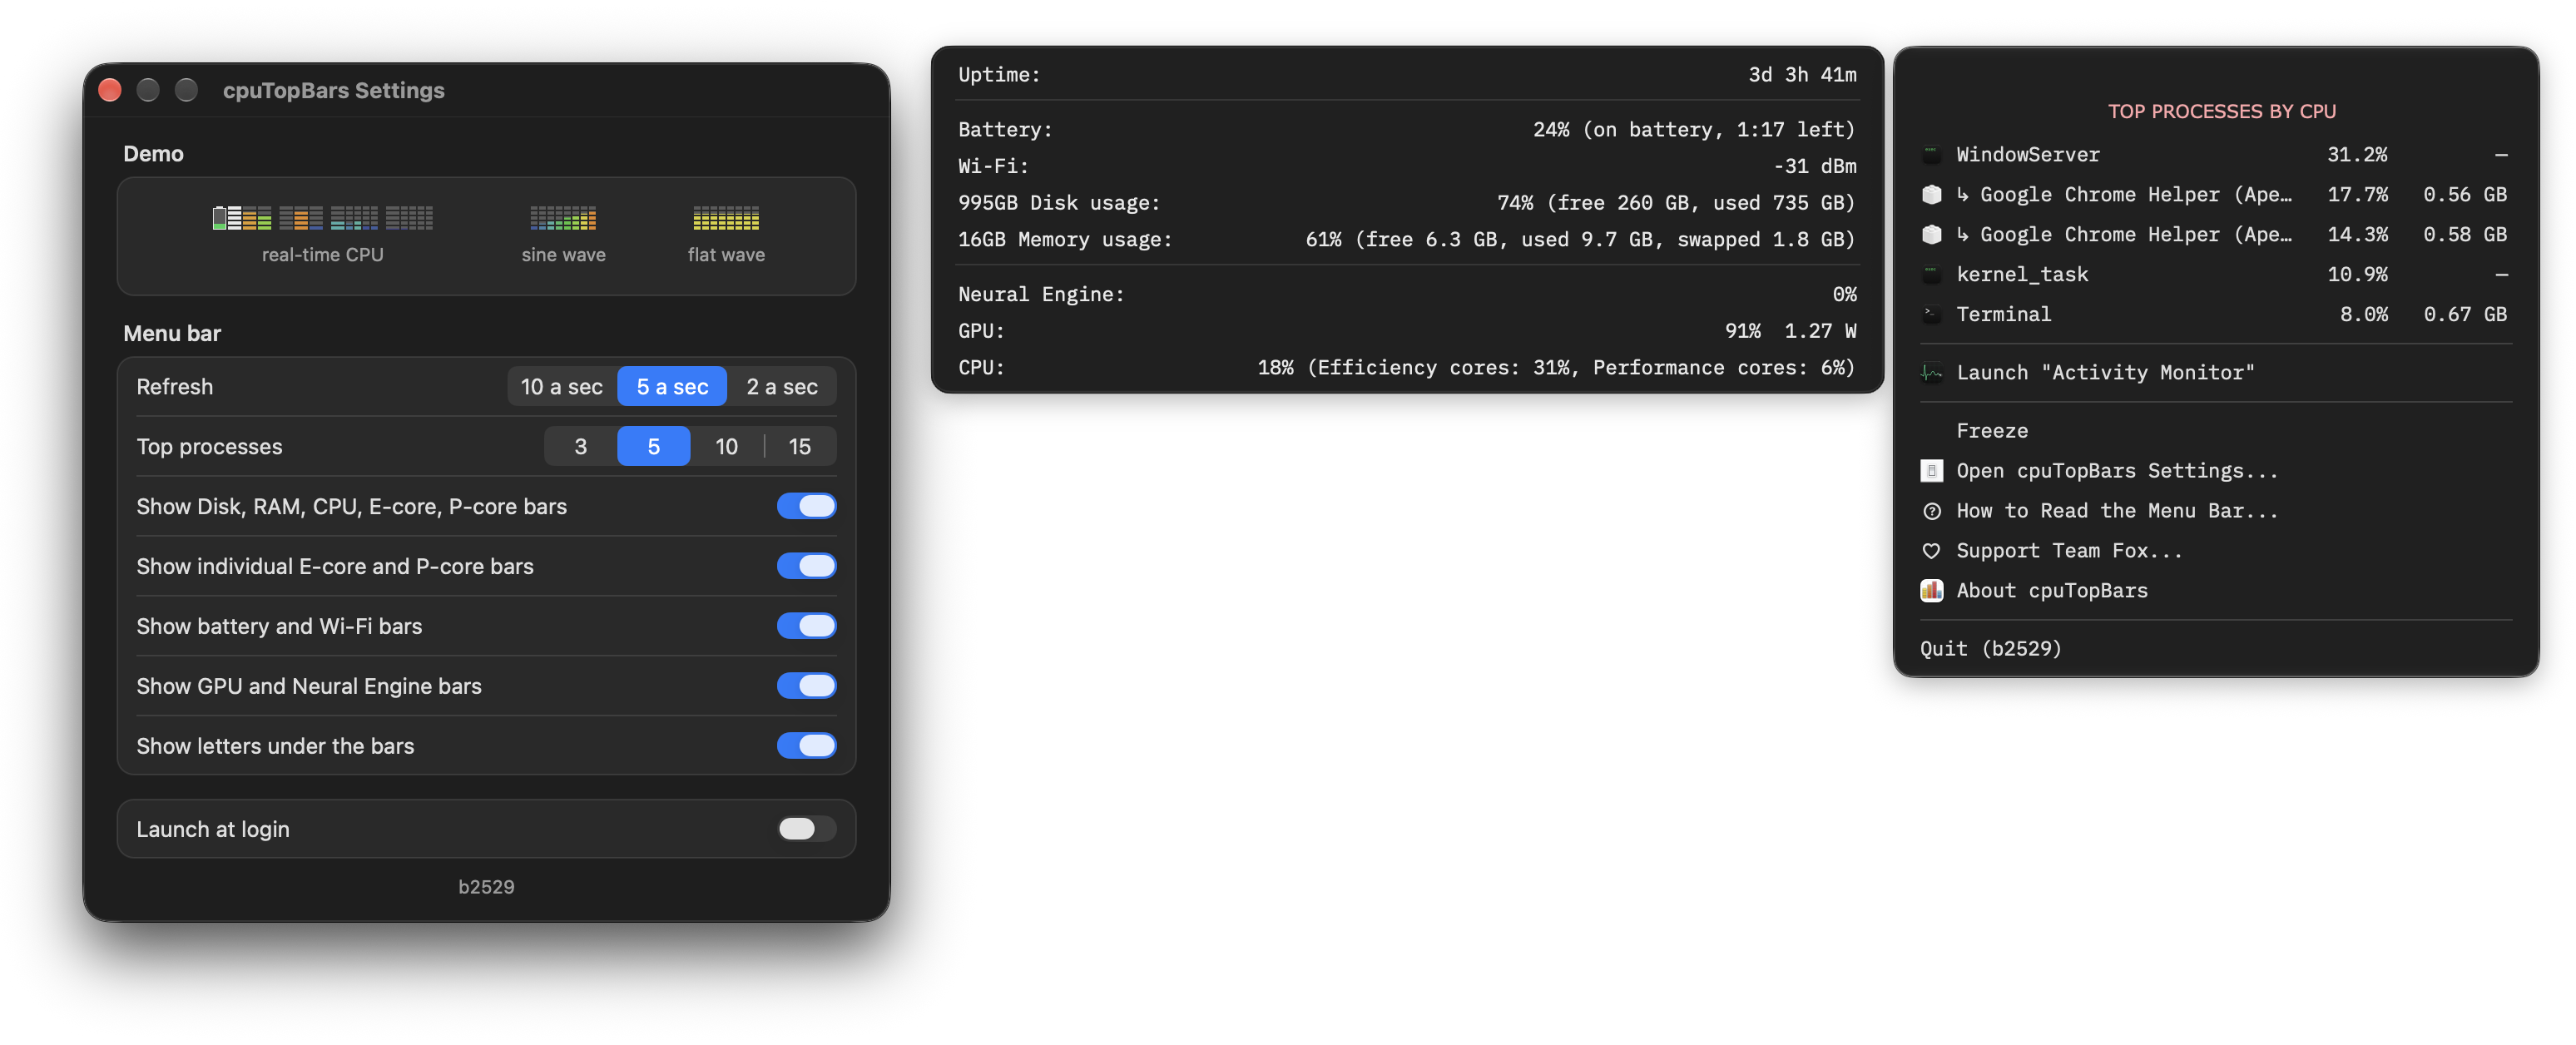 cpuTopBars Settings
Demo
real-time CPU sine wave flat wave
Menu bar
Refresh 10 a sec 5 a sec 2 a sec
Top processes 3 5 10 15
Show Disk, RAM, CPU, E-core, P-core bars
Show individual E-core and P-core bars
Show battery and Wi-Fi bars
Show GPU and Neural Engine bars
Show letters under the bars
Launch at login
b2529
Uptime: 3d 3h 41m
Battery: 24% (on battery, 1:17 left)
Wi-Fi: -31 dBm
995GB Disk usage: 74% (free 260 GB, used 735 GB)
16GB Memory usage: 61% (free 6.3 GB, used 9.7 GB, swapped 1.8 GB)
Neural Engine: 0%
GPU: 91% 1.27 W
CPU: 18% (Efficiency cores: 31%, Performance cores: 6%)
TOP PROCESSES BY CPU
WindowServer 31.2% —
↳ Google Chrome Helper (Ape… 17.7% 0.56 GB
↳ Google Chrome Helper (Ape… 14.3% 0.58 GB
kernel_task 10.9% —
Terminal 8.0% 0.67 GB
Launch "Activity Monitor"
Freeze
Open cpuTopBars Settings...
How to Read the Menu Bar...
Support Team Fox...
About cpuTopBars
Quit (b2529)